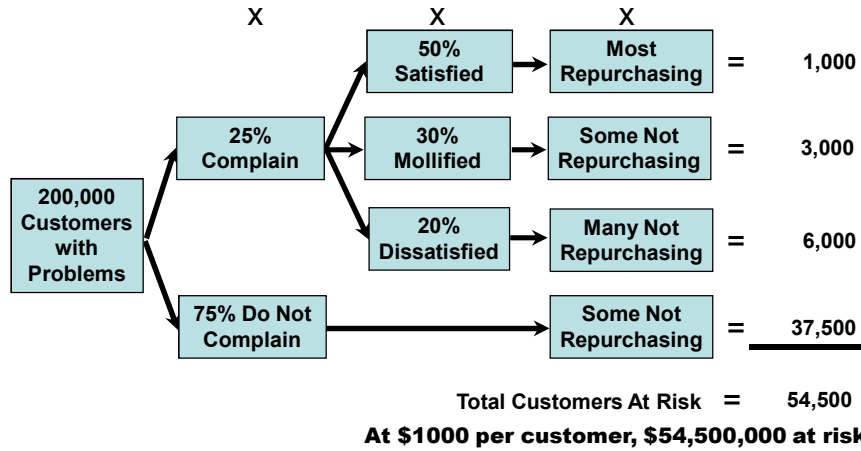 X X X
50%
Satisfied
Most
Repurchasing
= 1,000
25%
Complain
30%
Mollified
Some Not
Repurchasing
= 3,000
200,000
Customers
with
Problems
20%
Dissatisfied
Many Not
Repurchasing
= 6,000
75% Do Not
Complain
Some Not
Repurchasing
= 37,500
Total Customers At Risk = 54,500
At $1000 per customer, $54,500,000 at risk